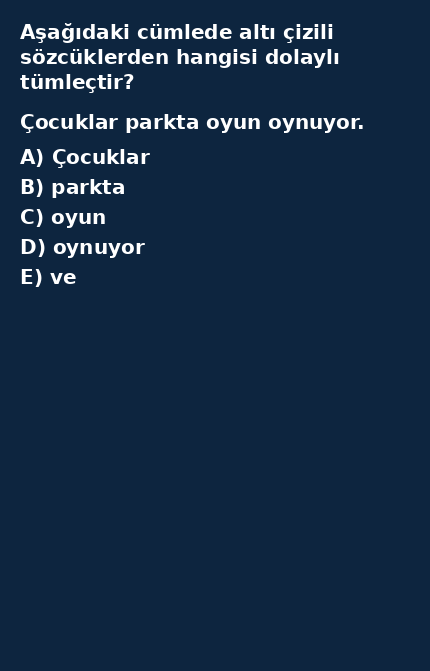 Aşağıdaki cümlede altı çizili
sözcüklerden hangisi dolaylı
tümleçtir?
Çocuklar parkta oyun oynuyor.
A) Çocuklar
B) parkta
C) oyun
D) oynuyor
E) ve